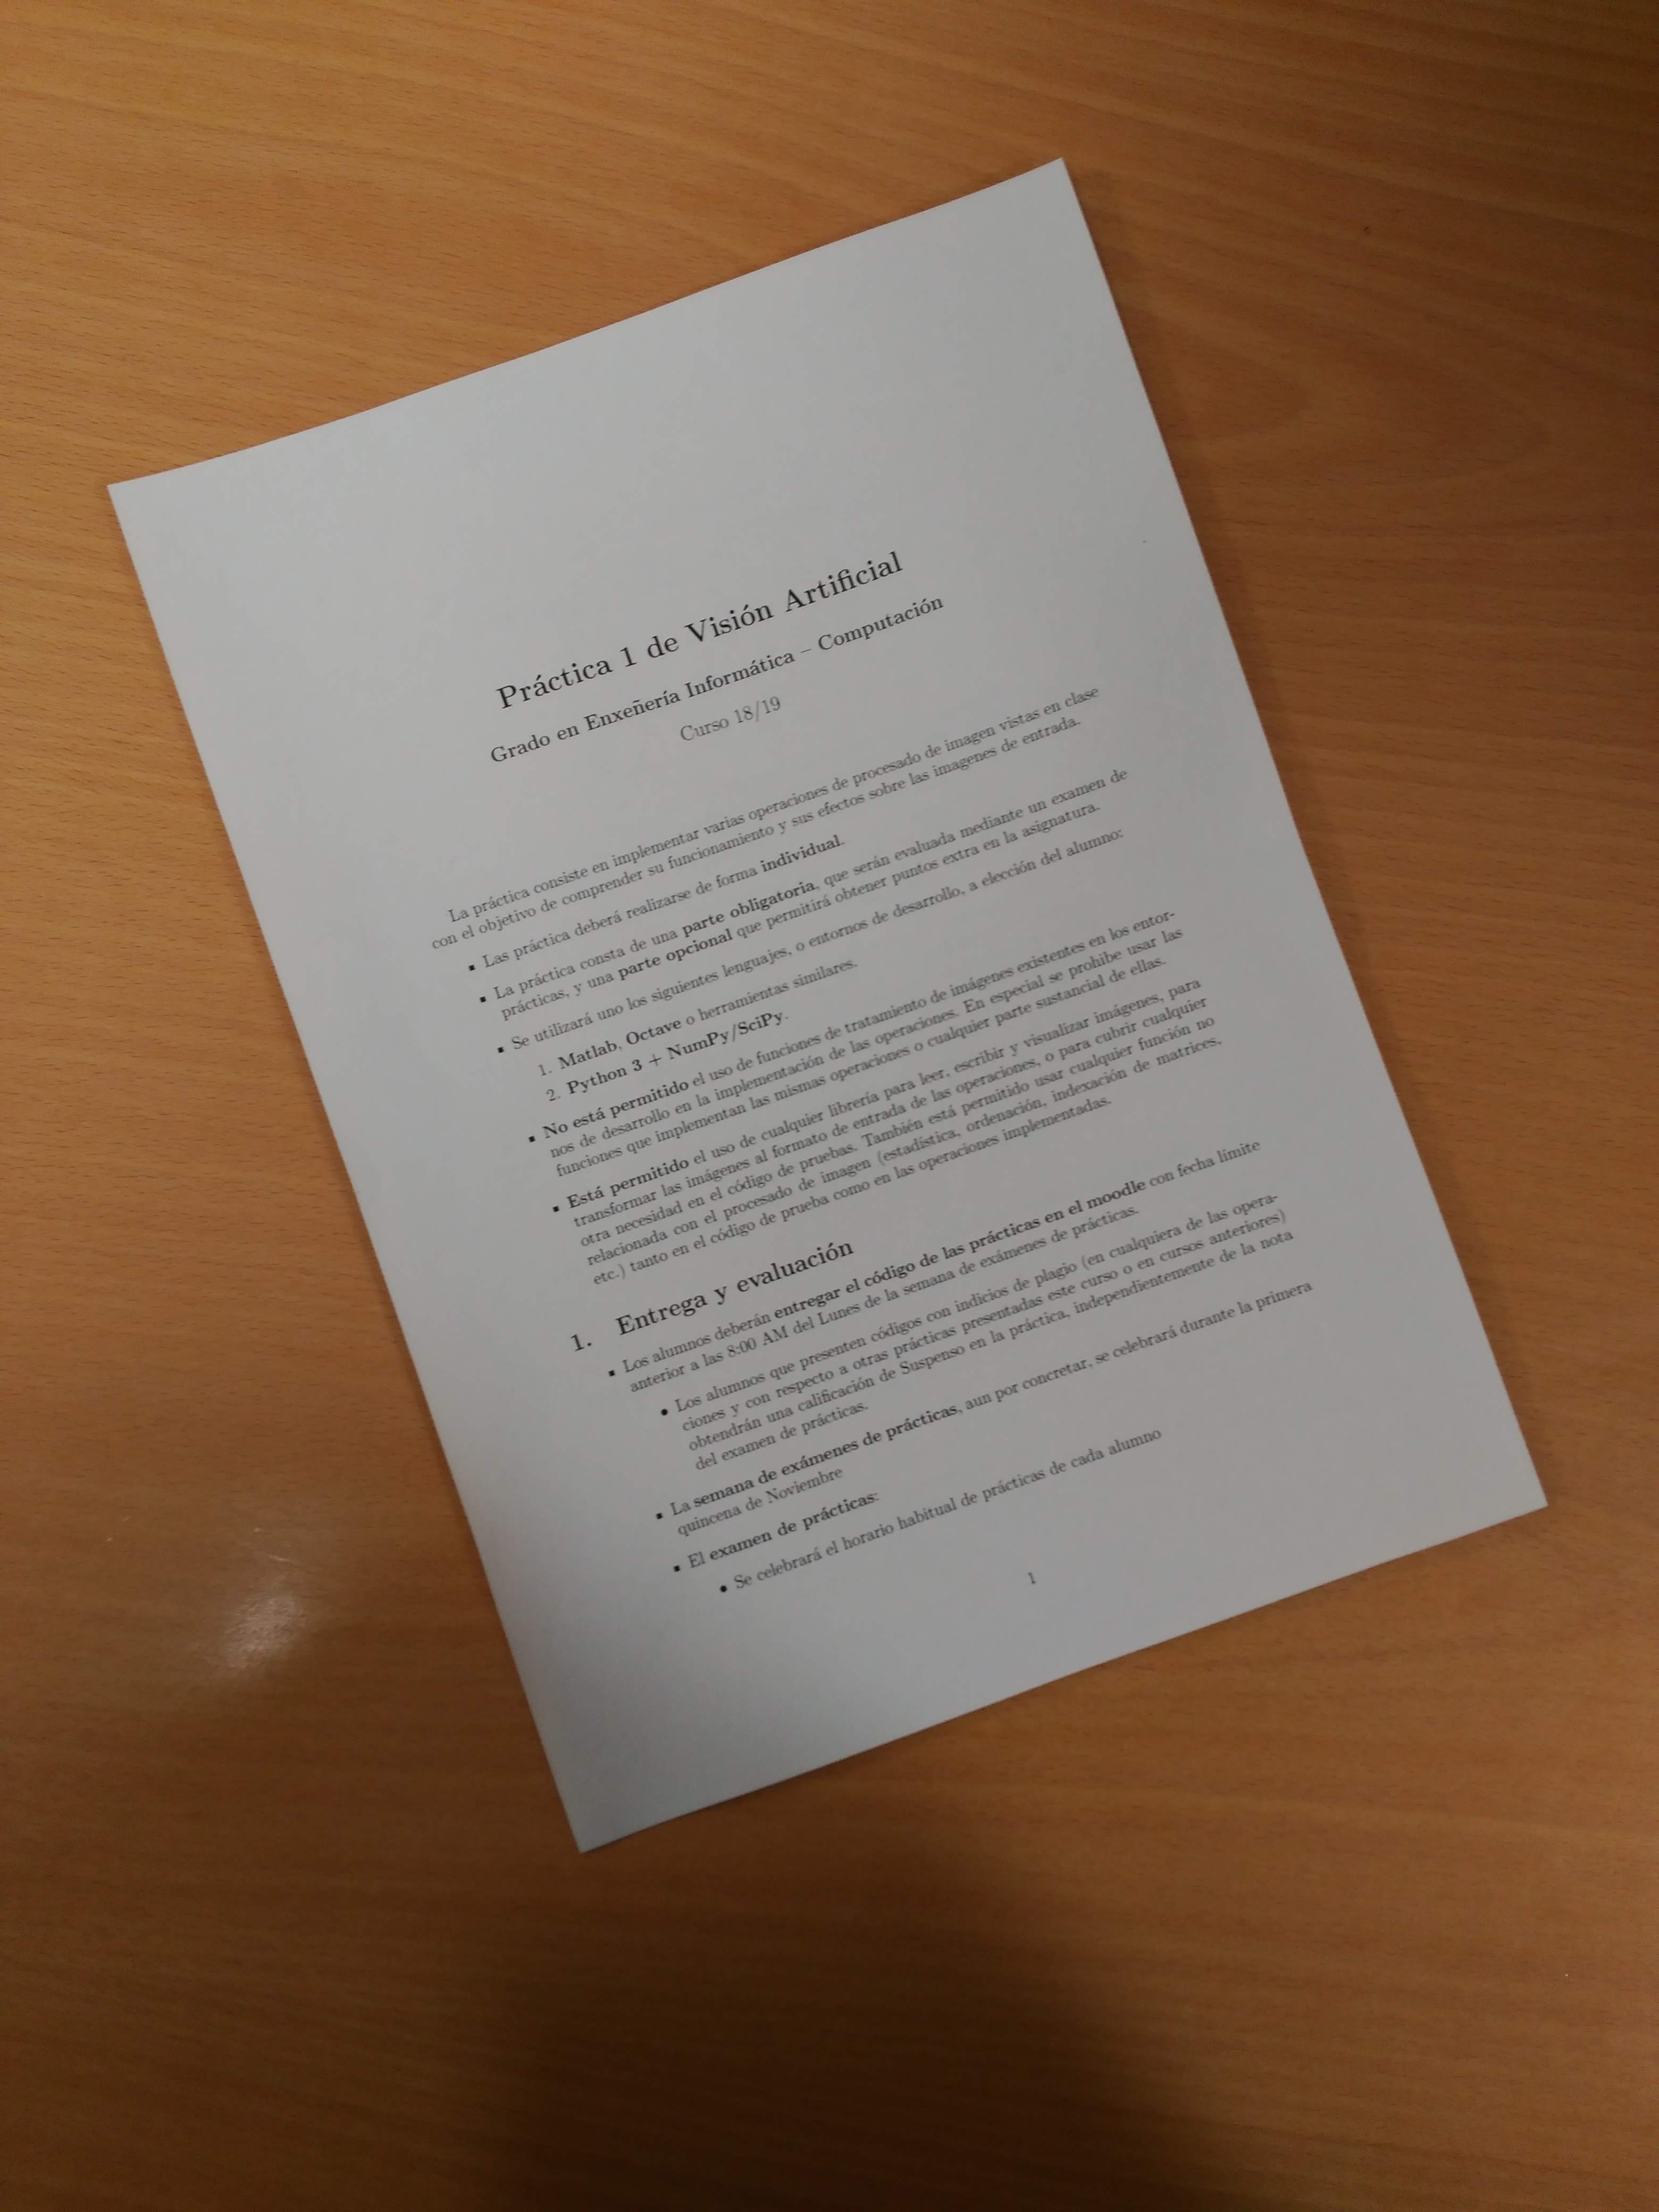 Práctica 1 de Visión Artificial
Grado en Enxeñería Informática – Computación
Curso 18/19
La práctica consiste en implementar varias operaciones de procesado de imagen vistas en clase
con el objetivo de comprender su funcionamiento y sus efectos sobre las imagenes de entrada.
▪ Las práctica deberá realizarse de forma individual.
▪ La práctica consta de una parte obligatoria, que serán evaluada mediante un examen de
prácticas, y una parte opcional que permitirá obtener puntos extra en la asignatura.
▪ Se utilizará uno los siguientes lenguajes, o entornos de desarrollo, a elección del alumno:
1. Matlab, Octave o herramientas similares.
2. Python 3 + NumPy/SciPy.
▪ No está permitido el uso de funciones de tratamiento de imágenes existentes en los entor-
nos de desarrollo en la implementación de las operaciones. En especial se prohibe usar las
funciones que implementan las mismas operaciones o cualquier parte sustancial de ellas.
▪ Está permitido el uso de cualquier librería para leer, escribir y visualizar imágenes, para
transformar las imágenes al formato de entrada de las operaciones, o para cubrir cualquier
otra necesidad en el código de pruebas. También está permitido usar cualquier función no
relacionada con el procesado de imagen (estadística, ordenación, indexación de matrices,
etc.) tanto en el código de prueba como en las operaciones implementadas.
1. Entrega y evaluación
▪ Los alumnos deberán entregar el código de las prácticas en el moodle con fecha límite
anterior a las 8:00 AM del Lunes de la semana de exámenes de prácticas.
• Los alumnos que presenten códigos con indicios de plagio (en cualquiera de las opera-
ciones y con respecto a otras prácticas presentadas este curso o en cursos anteriores)
obtendrán una calificación de Suspenso en la práctica, independientemente de la nota
del examen de prácticas.
▪ La semana de exámenes de prácticas, aun por concretar, se celebrará durante la primera
quincena de Noviembre
▪ El examen de prácticas:
• Se celebrará el horario habitual de prácticas de cada alumno
1